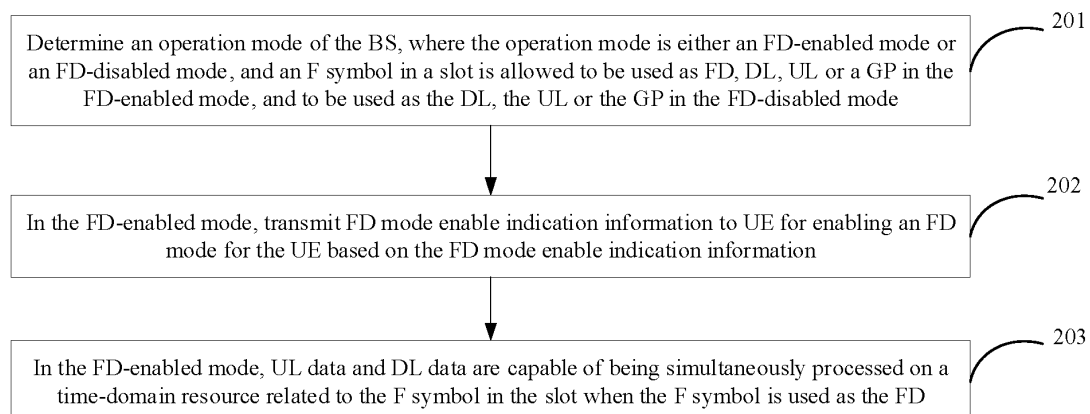 201
Determine an operation mode of the BS, where the operation mode is either an FD-enabled mode or
an FD-disabled mode, and an F symbol in a slot is allowed to be used as FD, DL, UL or a GP in the
FD-enabled mode, and to be used as the DL, the UL or the GP in the FD-disabled mode
202
In the FD-enabled mode, transmit FD mode enable indication information to UE for enabling an FD
mode for the UE based on the FD mode enable indication information
203
In the FD-enabled mode, UL data and DL data are capable of being simultaneously processed on a
time-domain resource related to the F symbol in the slot when the F symbol is used as the FD